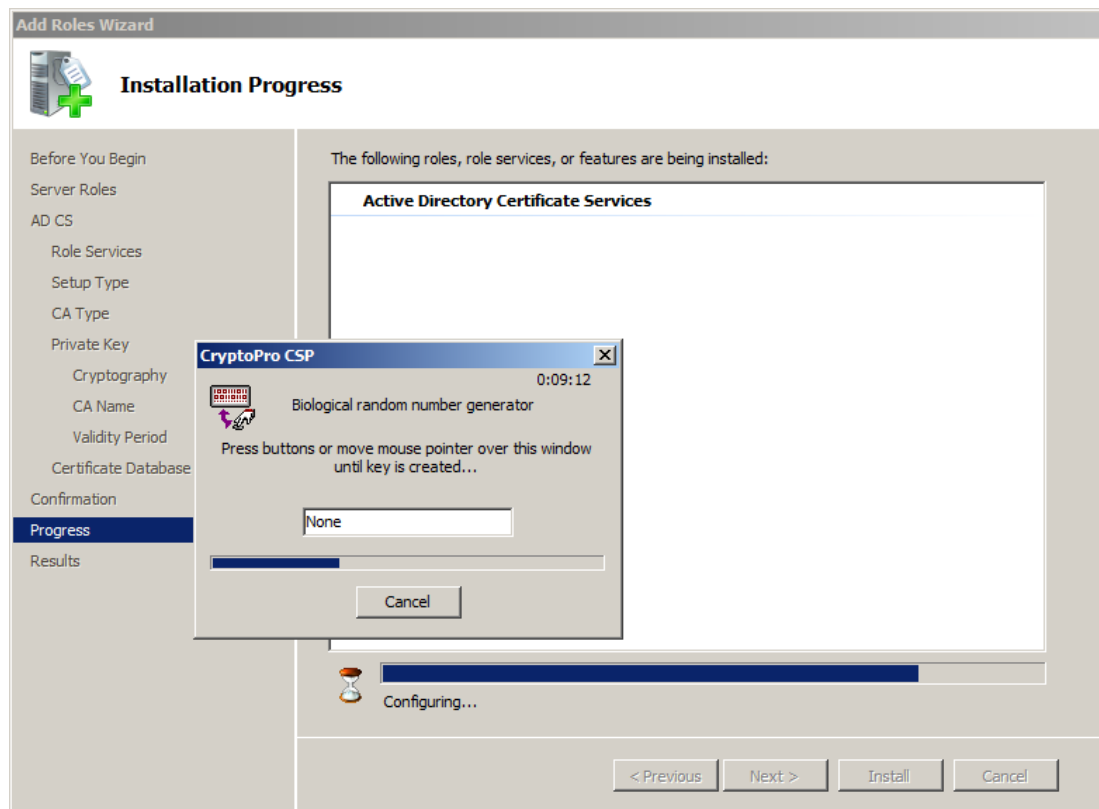 Add Roles Wizard
Installation Progress
Before You Begin
Server Roles
AD CS
Role Services
Setup Type
CA Type
Private Key
Cryptography
CA Name
Validity Period
Certificate Database
Confirmation
Progress
Results
The following roles, role services, or features are being installed:
Active Directory Certificate Services
CryptoPro CSP
0:09:12
Biological random number generator
Press buttons or move mouse pointer over this window
until key is created...
None
Cancel
Configuring...
< Previous
Next >
Install
Cancel